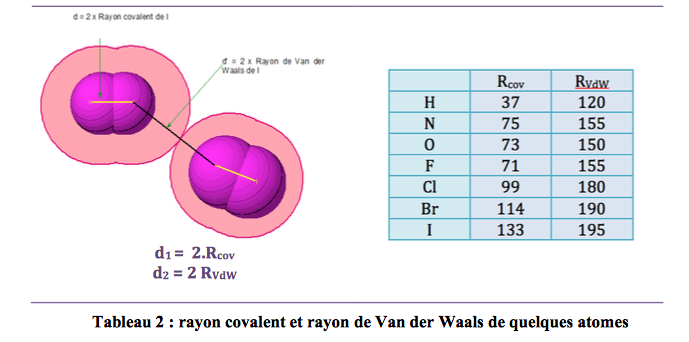 d = 2 x Rayon covalent de I
d = 2 x Rayon de Van der
Waals de I
d1 = 2.Rcov
d2 = 2 RVdW
Rcov RVdW
H 37 120
N 75 155
O 73 150
F 71 155
Cl 99 180
Br 114 190
I 133 195
Tableau 2 : rayon covalent et rayon de Van der Waals de quelques atomes